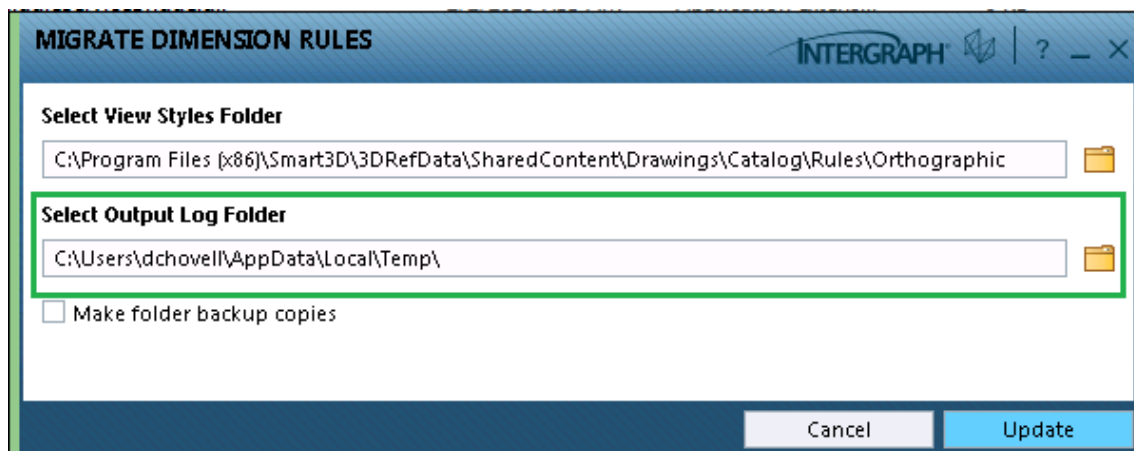 MIGRATE DIMENSION RULES
INTERGRAPH ?
Select View Styles Folder
C:\Program Files (x86)\Smart3D\3DRefData\SharedContent\Drawings\Catalog\Rules\Orthographic
Select Output Log Folder
C:\Users\dchovell\AppData\Local\Temp\
Make folder backup copies
Cancel Update